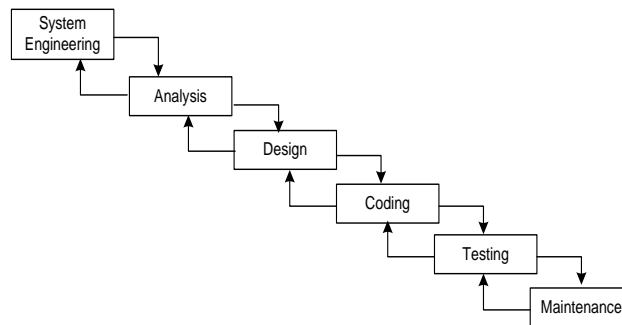 System
Engineering
Analysis
Design
Coding
Testing
Maintenance